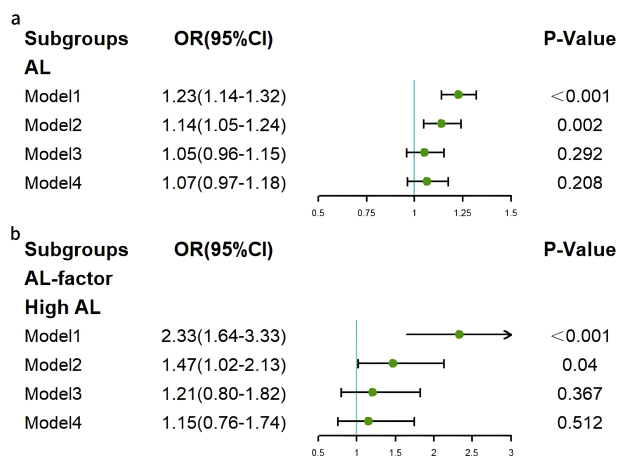 a
Subgroups OR(95%CI) P-Value
AL
Model1 1.23(1.14-1.32) <0.001
Model2 1.14(1.05-1.24) 0.002
Model3 1.05(0.96-1.15) 0.292
Model4 1.07(0.97-1.18) 0.208
0.5 0.75 1 1.25 1.5
b
Subgroups OR(95%CI) P-Value
AL-factor
High AL
Model1 2.33(1.64-3.33) <0.001
Model2 1.47(1.02-2.13) 0.04
Model3 1.21(0.80-1.82) 0.367
Model4 1.15(0.76-1.74) 0.512
0.5 1 1.5 2 2.5 3